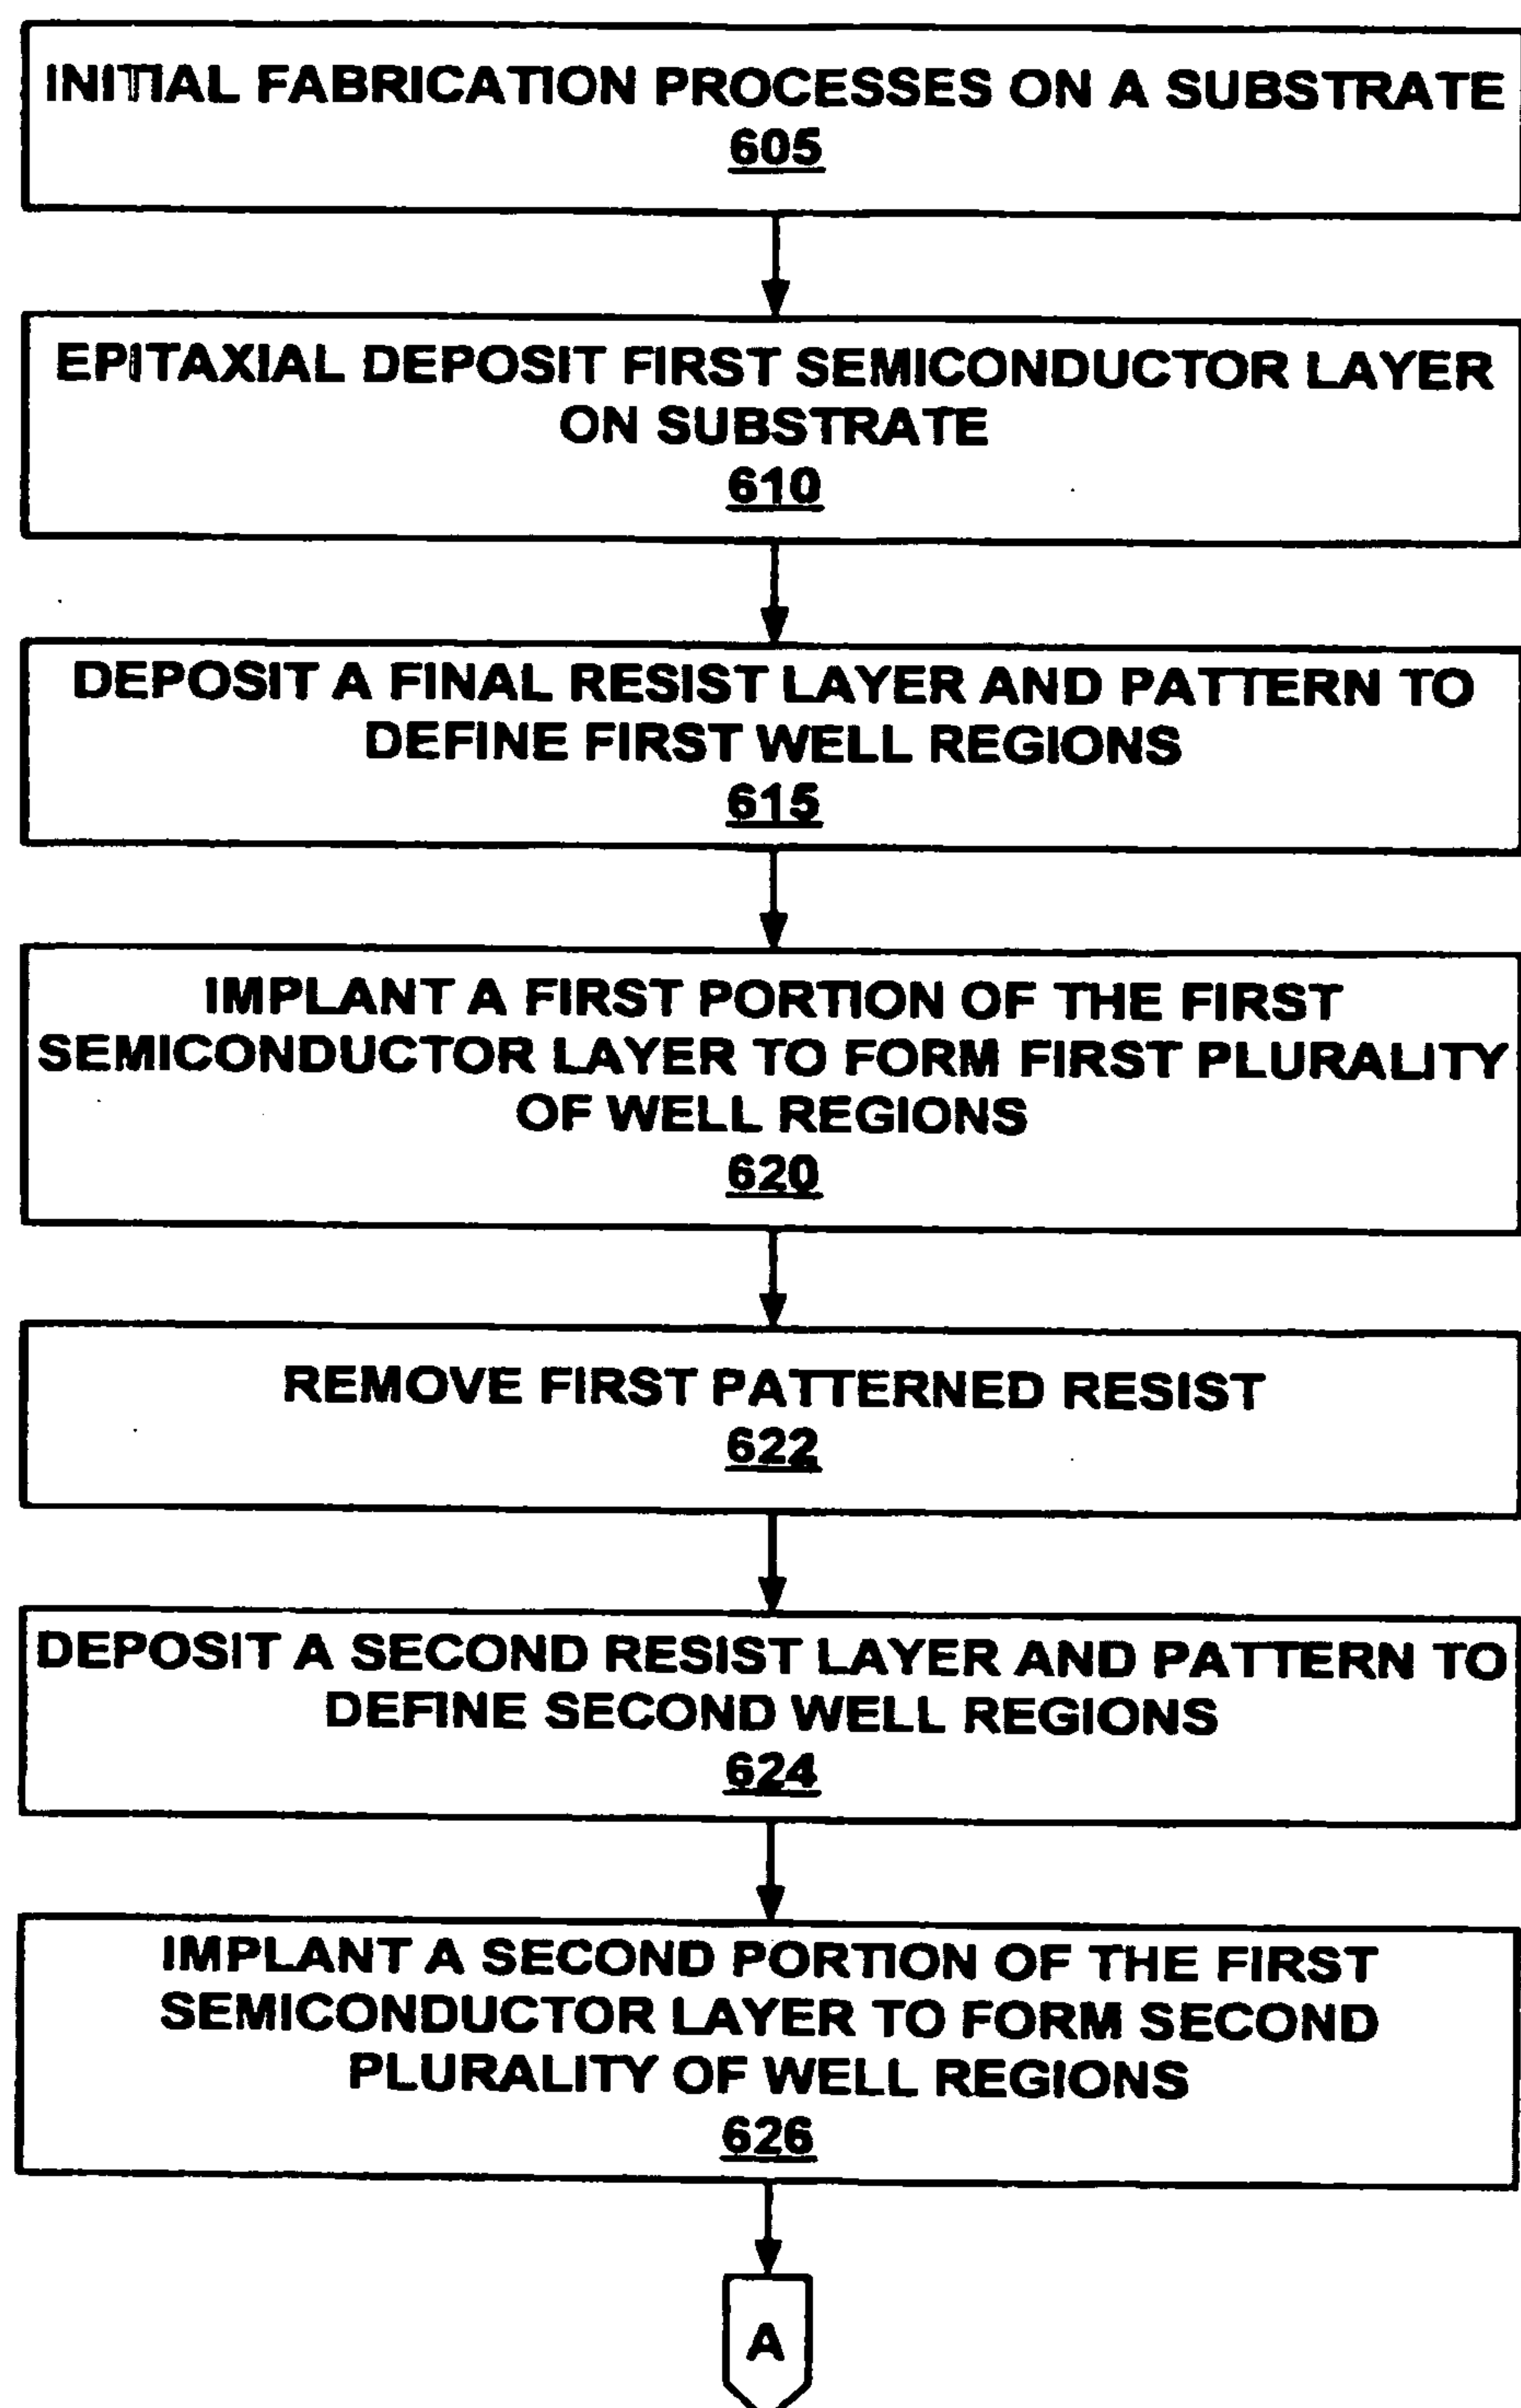 INITIAL FABRICATION PROCESSES ON A SUBSTRATE
605
EPITAXIAL DEPOSIT FIRST SEMICONDUCTOR LAYER
ON SUBSTRATE
610
DEPOSIT A FINAL RESIST LAYER AND PATTERN TO
DEFINE FIRST WELL REGIONS
615
IMPLANT A FIRST PORTION OF THE FIRST
SEMICONDUCTOR LAYER TO FORM FIRST PLURALITY
OF WELL REGIONS
620
REMOVE FIRST PATTERNED RESIST
622
DEPOSIT A SECOND RESIST LAYER AND PATTERN TO
DEFINE SECOND WELL REGIONS
624
IMPLANT A SECOND PORTION OF THE FIRST
SEMICONDUCTOR LAYER TO FORM SECOND
PLURALITY OF WELL REGIONS
626
A